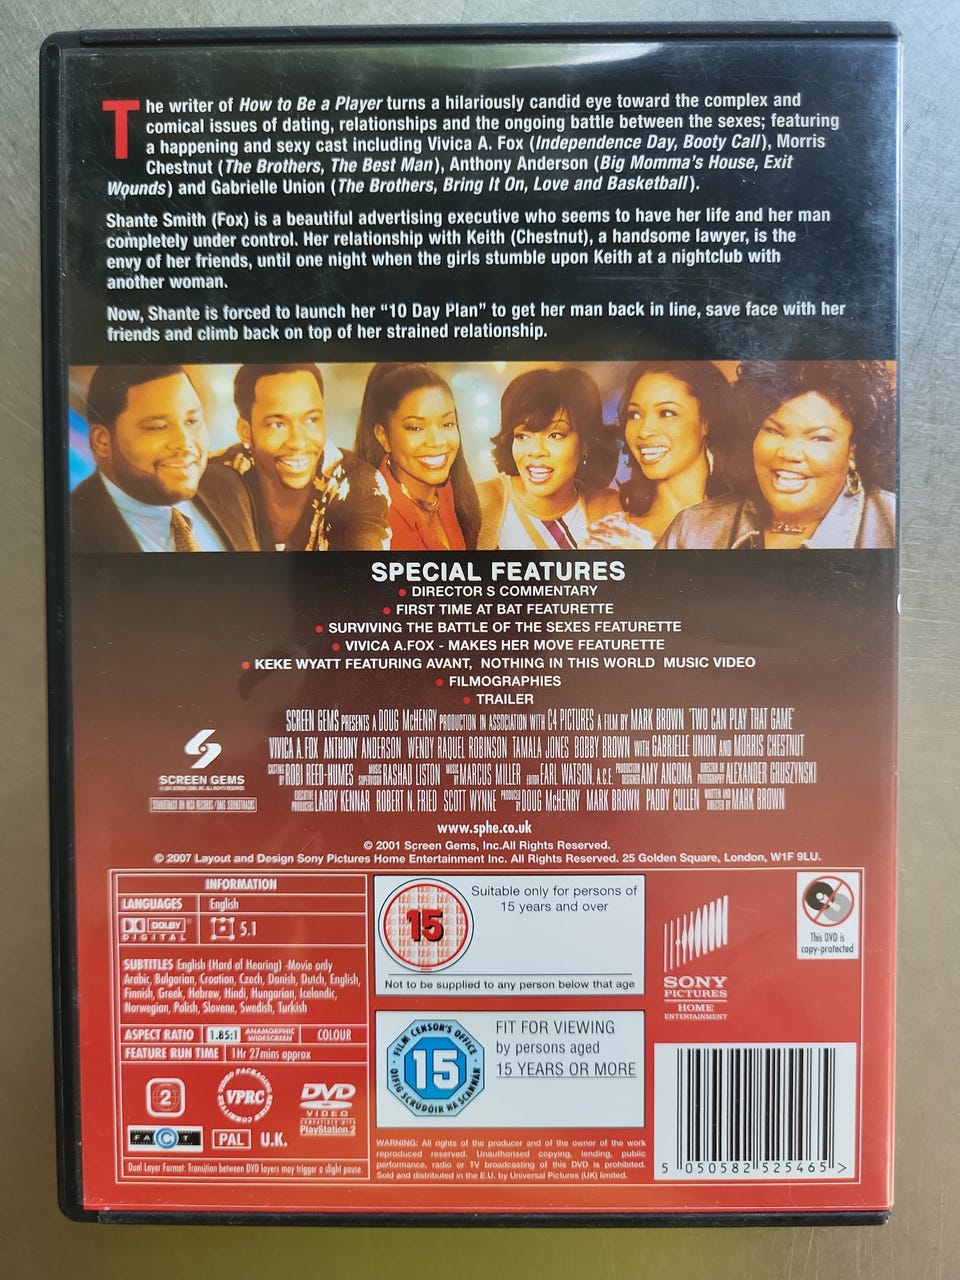 The writer of How to Be a Player turns a hilariously candid eye toward the complex and
comical issues of dating, relationships and the ongoing battle between the sexes; featuring
a happening and sexy cast including Vivica A. Fox (Independence Day, Booty Call), Morris
Chestnut (The Brothers, The Best Man), Anthony Anderson (Big Momma's House, Exit
Wounds) and Gabrielle Union (The Brothers, Bring It On, Love and Basketball).
Shante Smith (Fox) is a beautiful advertising executive who seems to have her life and her man
completely under control. Her relationship with Keith (Chestnut), a handsome lawyer, is the
envy of her friends, until one night when the girls stumble upon Keith at a nightclub with
another woman.
Now, Shante is forced to launch her "10 Day Plan" to get her man back in line, save face with her
friends and climb back on top of her strained relationship.
SPECIAL FEATURES
• DIRECTOR S COMMENTARY
• FIRST TIME AT BAT FEATURETTE
• SURVIVING THE BATTLE OF THE SEXES FEATURETTE
• VIVICA A.FOX - MAKES HER MOVE FEATURETTE
• KEKE WYATT FEATURING AVANT, NOTHING IN THIS WORLD MUSIC VIDEO
• FILMOGRAPHIES
• TRAILER
SCREEN GEMS PRESENTS A DOUG McHENRY PRODUCTION IN ASSOCIATION WITH C4 PICTURES A FILM BY MARK BROWN 'TWO CAN PLAY THAT GAME'
VIVICA A. FOX ANTHONY ANDERSON WENDY RAQUEL ROBINSON TAMALA JONES BOBBY BROWN WITH GABRIELLE UNION AND MORRIS CHESTNUT
CASTING BY ROBI REED-HUMES MUSIC SUPERVISOR BASHAD LISTON MUSIC BY MARCUS MILLER EDITOR EARL WATSON, A.C.E. PRODUCTION DESIGNER AMY ANCONA DIRECTOR OF PHOTOGRAPHY ALEXANDER GRUSZYNSKI
EXECUTIVE PRODUCERS LARRY KENNAR ROBERT N. FRIED SCOTT WYNNE PRODUCED BY DOUG McHENRY MARK BROWN PADDY CULLEN WRITTEN AND DIRECTED BY MARK BROWN
SCREEN GEMS
SOUNDTRACK ON MCA RECORDS/UMG SOUNDTRACKS
www.sphe.co.uk
© 2001 Screen Gems, Inc.All Rights Reserved.
© 2007 Layout and Design Sony Pictures Home Entertainment Inc. All Rights Reserved. 25 Golden Square, London, W1F 9LU.
INFORMATION
LANGUAGES English
DOLBY DIGITAL 5.1
SUBTITLES English (Hard of Hearing) -Movie only
Arabic, Bulgarian, Croatian, Czech, Danish, Dutch, English,
Finnish, Greek, Hebrew, Hindi, Hungarian, Icelandic,
Norwegian, Polish, Slovene, Swedish, Turkish
ASPECT RATIO 1.85:1 ANAMORPHIC WIDESCREEN COLOUR
FEATURE RUN TIME 1Hr 27mins approx
2
VIDEO PACKAGING REVIEW COMMITTEE
VPRC
DVD
VIDEO
COMPATIBLE WITH
PlayStation.2
FACT
PAL U.K.
Dual Layer Format: Transition between DVD layers may trigger a slight pause.
15
Suitable only for persons of
15 years and over
Not to be supplied to any person below that age
FILM CENSOR'S OFFICE
15
OIFIG SCRÚDÓIR NA SCANNÁN
FIT FOR VIEWING
by persons aged
15 YEARS OR MORE
WARNING: All rights of the producer and of the owner of the work
reproduced reserved. Unauthorised copying, lending, public
performance, radio or TV broadcasting of this DVD is prohibited.
Sold and distributed in the E.U. by Universal Pictures (UK) limited.
SONY
PICTURES
HOME
ENTERTAINMENT
This DVD is
copy-protected
5 050582 525465 >